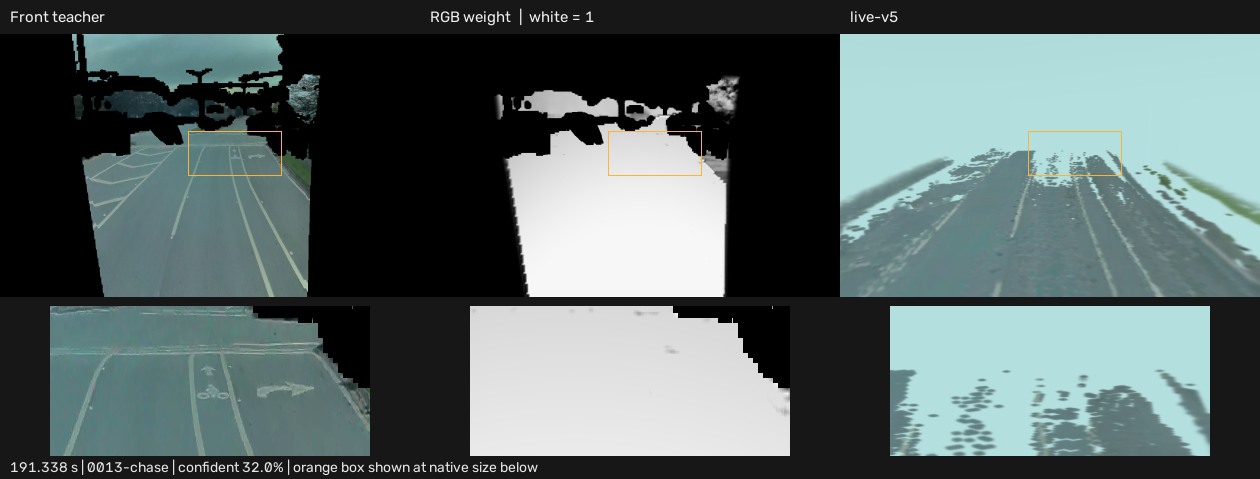 Front teacher
RGB weight | white = 1
live-v5
191.338 s | 0013-chase | confident 32.0% | orange box shown at native size below